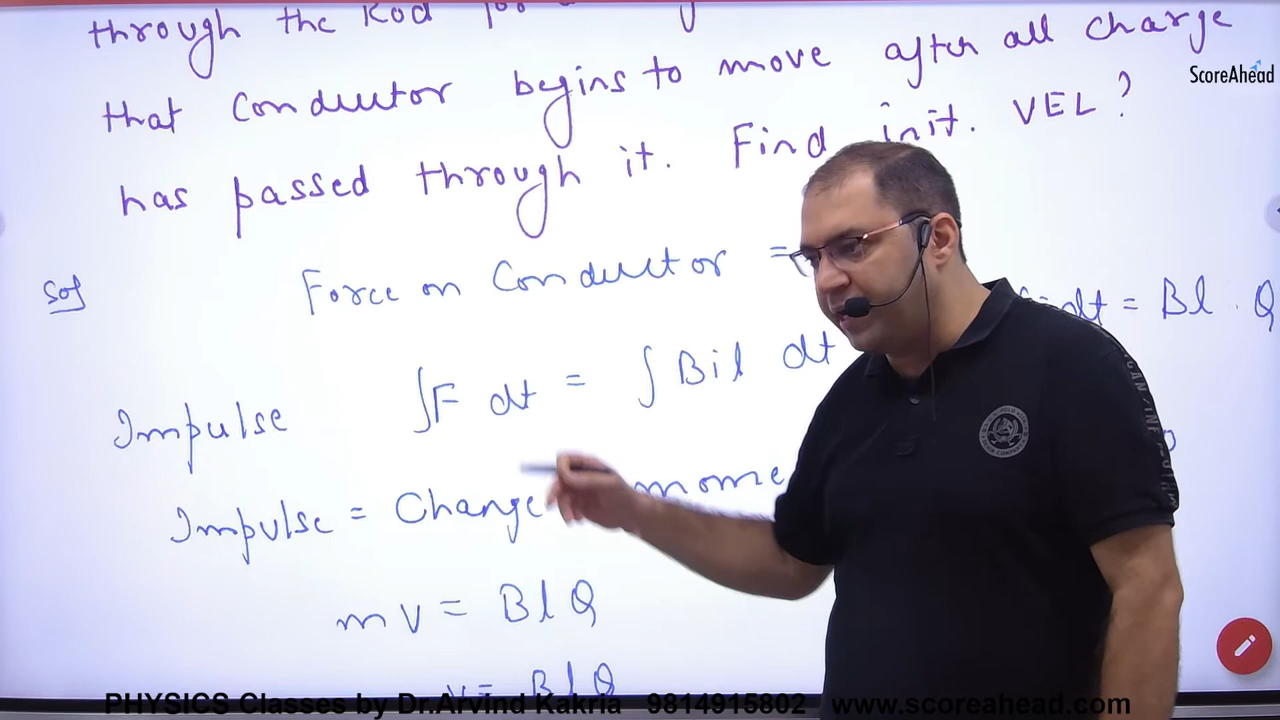 through the Rod
that Conductor begins to move after all charge
has passed through it. Find init. VEL?
ScoreAhead
Sol Force on Conductor =
Impulse ∫F dt = ∫ Bil dt dt = Bl . Q
Impulse = Change mome
mv = BlQ
v = BlQ
PHYSICS Classes by Dr.Arvind Kakria 9814915802 www.scoreahead.com